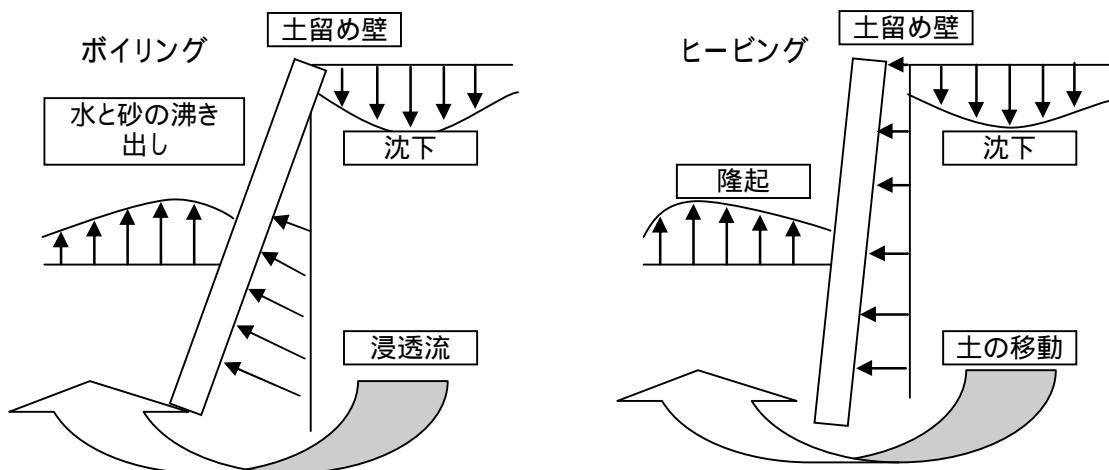 ボイリング
土留め壁
水と砂の沸き
出し
沈下
浸透流
ヒービング
土留め壁
隆起
沈下
土の移動